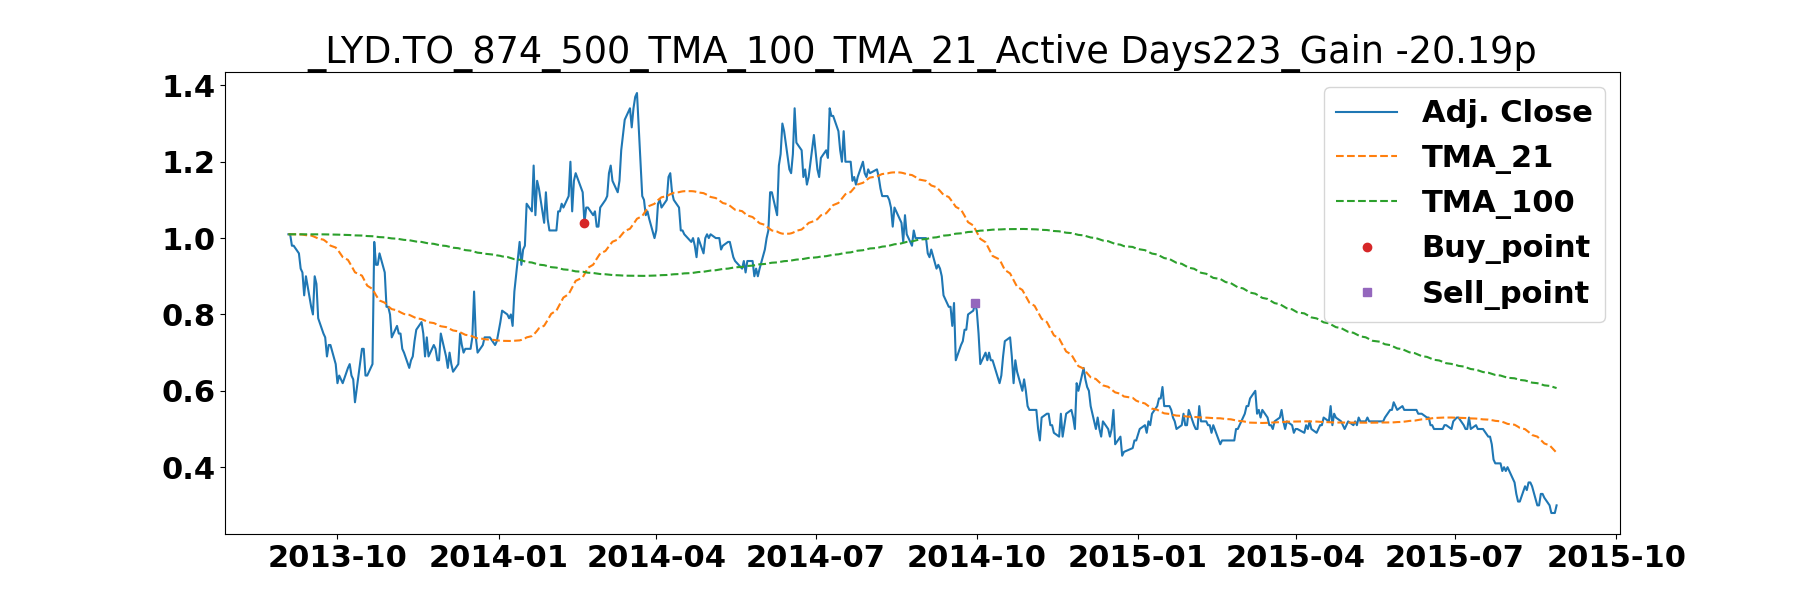 _LYD.TO_874_500_TMA_100_TMA_21_Active Days223_Gain -20.19p
1.4
1.2
1.0
0.8
0.6
0.4
Adj. Close
TMA_21
TMA_100
Buy_point
Sell_point
2013-10 2014-01 2014-04 2014-07 2014-10 2015-01 2015-04 2015-07 2015-10